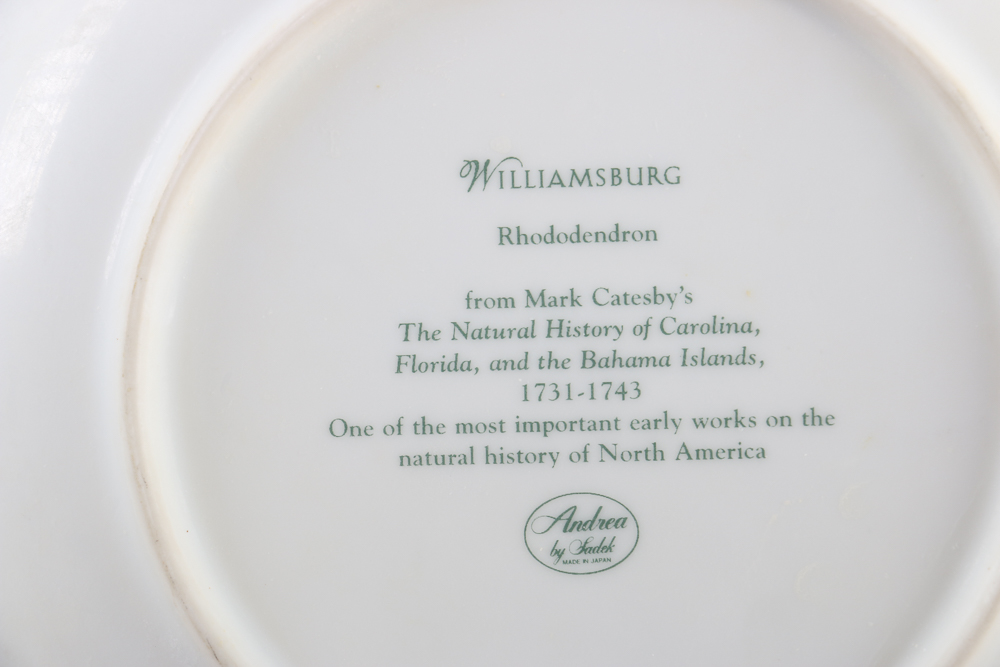 WILLIAMSBURG
Rhododendron
from Mark Catesby's
The Natural History of Carolina,
Florida, and the Bahama Islands,
1731-1743
One of the most important early works on the
natural history of North America
Andrea
by Sadek
MADE IN JAPAN